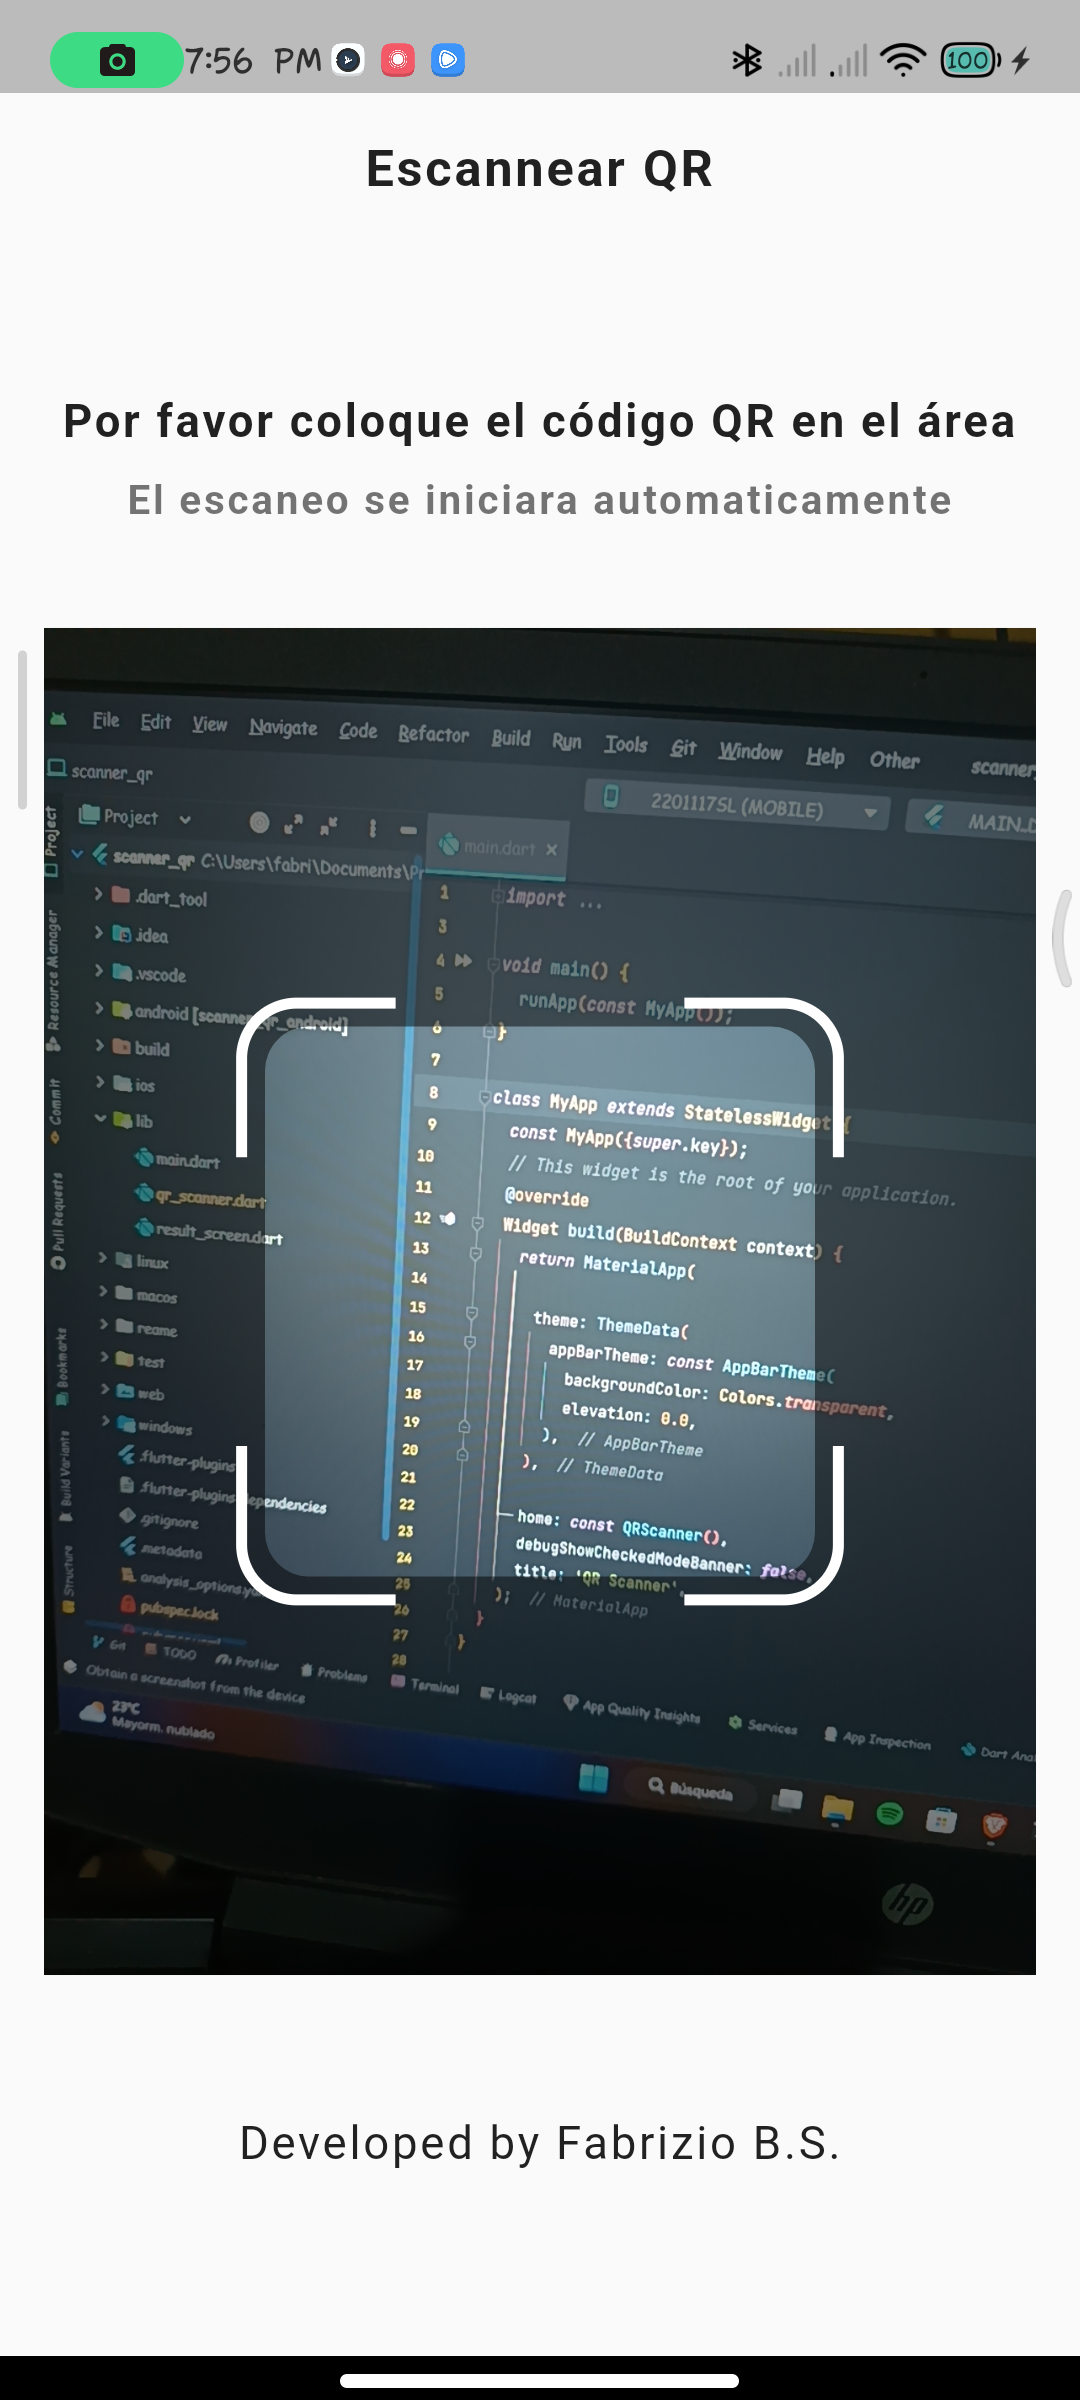 7:56 PM
100
Escannear QR
Por favor coloque el código QR en el área
El escaneo se iniciara automaticamente
File Edit View Navigate Code Refactor Build Run Tools Git Window Help Other scanner
scanner_qr
2201117SL (MOBILE)
MAIN.D
Project
main.dart
scanner_qr C:\Users\fabri\Documents\Pr
.dart_tool
.idea
.vscode
android [scanner_qr_android]
build
ios
lib
main.dart
qr_scanner.dart
result_screen.dart
linux
macos
reame
test
web
windows
.flutter-plugins
.flutter-plugins-dependencies
.gitignore
.metadata
analysis_options.ya
pubspec.lock
Project
Resource Manager
Commit
Pull Requests
Bookmarks
Build Variants
Structure
1 import ...
3
4 void main() {
5 runApp(const MyApp());
6 }
7
8 class MyApp extends StatelessWidget {
9 const MyApp({super.key});
10 // This widget is the root of your application.
11 @override
12 Widget build(BuildContext context) {
13 return MaterialApp(
14
15 theme: ThemeData(
16 appBarTheme: const AppBarTheme(
17 backgroundColor: Colors.transparent,
18 elevation: 0.0,
19 ), // AppBarTheme
20 ), // ThemeData
21
22 home: const QRScanner(),
23 debugShowCheckedModeBanner: false,
24 title: 'QR Scanner',
25 ); // MaterialApp
26 }
27 }
28
Git TODO Profiler Problems Terminal Logcat App Quality Insights Services App Inspection Dart Ana
Obtain a screenshot from the device
23°C
Mayorm. nublado
Búsqueda
hp
Developed by Fabrizio B.S.